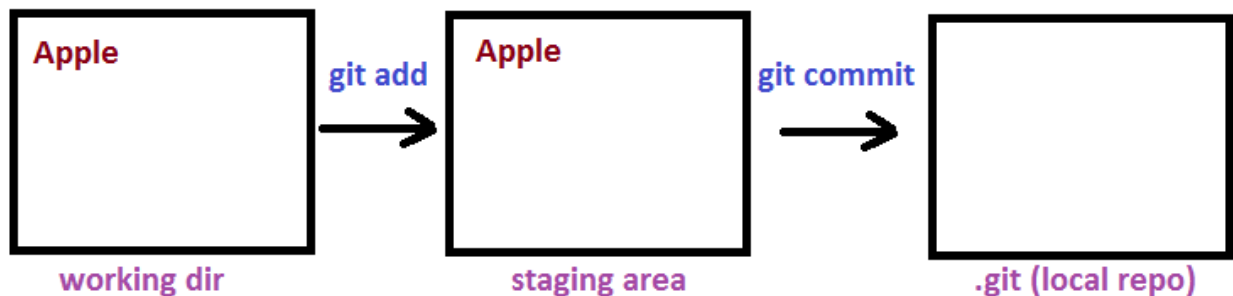 Apple
git add
Apple
git commit
working dir
staging area
.git (local repo)